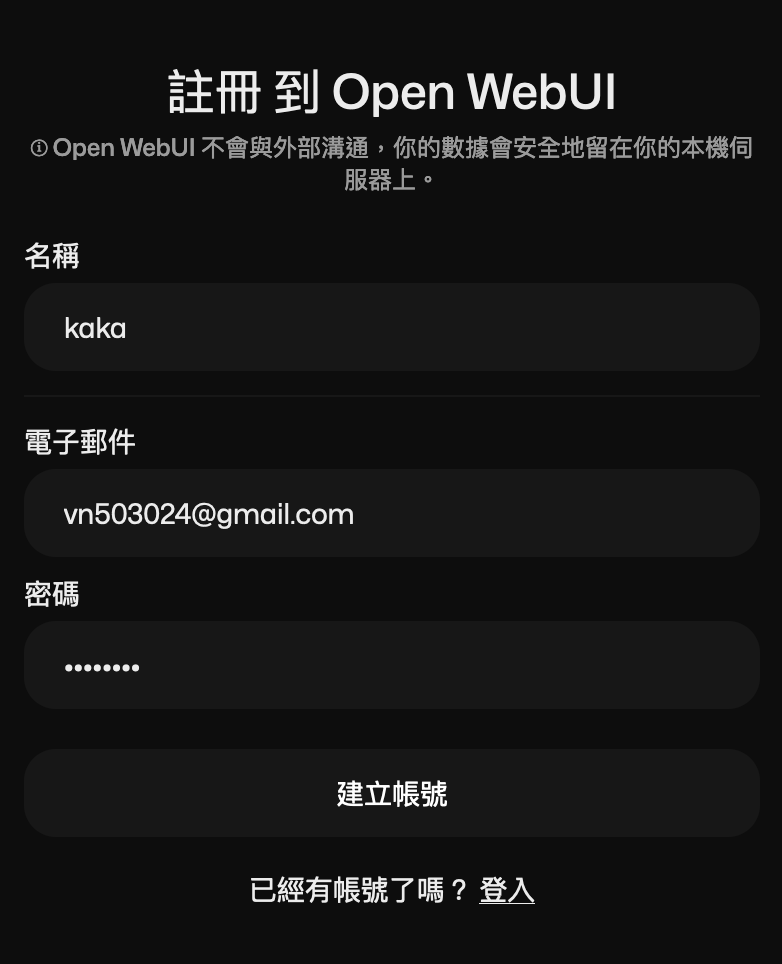 註冊 到 Open WebUI
ⓘ Open WebUI 不會與外部溝通，你的數據會安全地留在你的本機伺
服器上。
名稱
kaka
電子郵件
vn503024@gmail.com
密碼
••••••••
建立帳號
已經有帳號了嗎？ 登入